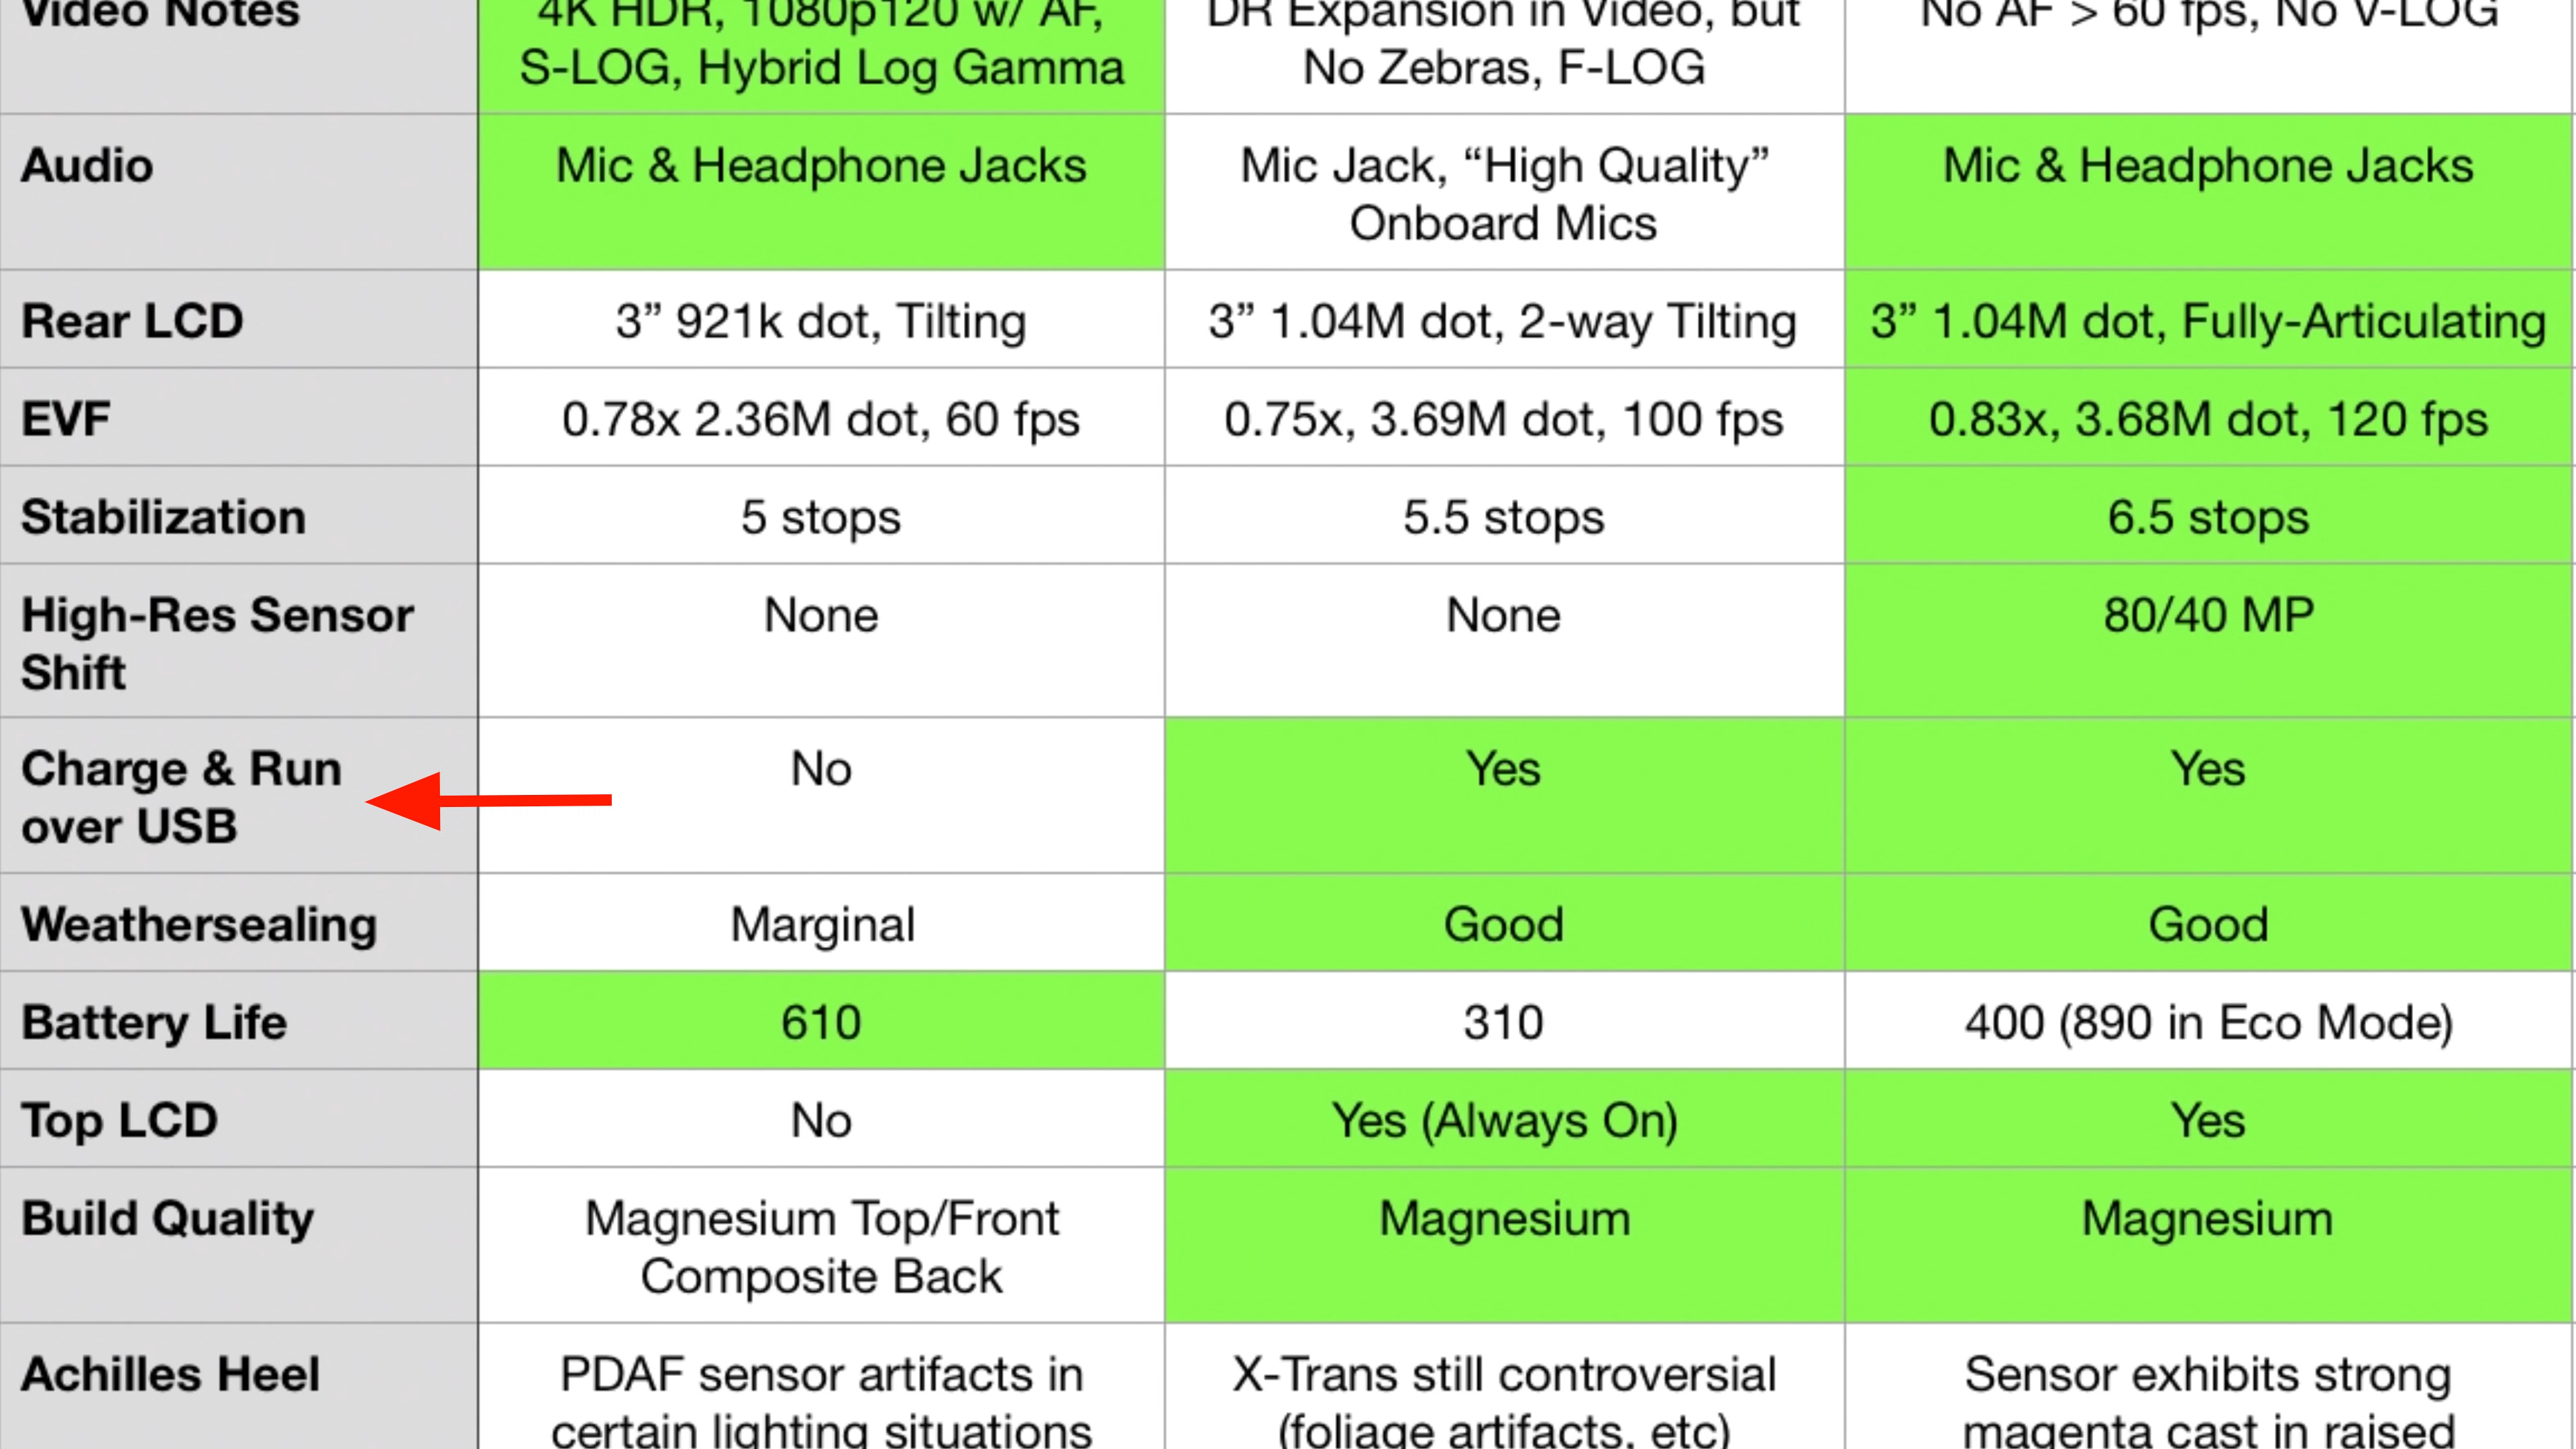 Video Notes
4K HDR, 1080p120 w/ AF,
S-LOG, Hybrid Log Gamma
DR Expansion in Video, but
No Zebras, F-LOG
No AF > 60 fps, No V-LOG
Audio
Mic & Headphone Jacks
Mic Jack, “High Quality”
Onboard Mics
Mic & Headphone Jacks
Rear LCD
3” 921k dot, Tilting
3” 1.04M dot, 2-way Tilting
3” 1.04M dot, Fully-Articulating
EVF
0.78x 2.36M dot, 60 fps
0.75x, 3.69M dot, 100 fps
0.83x, 3.68M dot, 120 fps
Stabilization
5 stops
5.5 stops
6.5 stops
High-Res Sensor
Shift
None
None
80/40 MP
Charge & Run
over USB
No
Yes
Yes
Weathersealing
Marginal
Good
Good
Battery Life
610
310
400 (890 in Eco Mode)
Top LCD
No
Yes (Always On)
Yes
Build Quality
Magnesium Top/Front
Composite Back
Magnesium
Magnesium
Achilles Heel
PDAF sensor artifacts in
certain lighting situations
X-Trans still controversial
(foliage artifacts, etc)
Sensor exhibits strong
magenta cast in raised